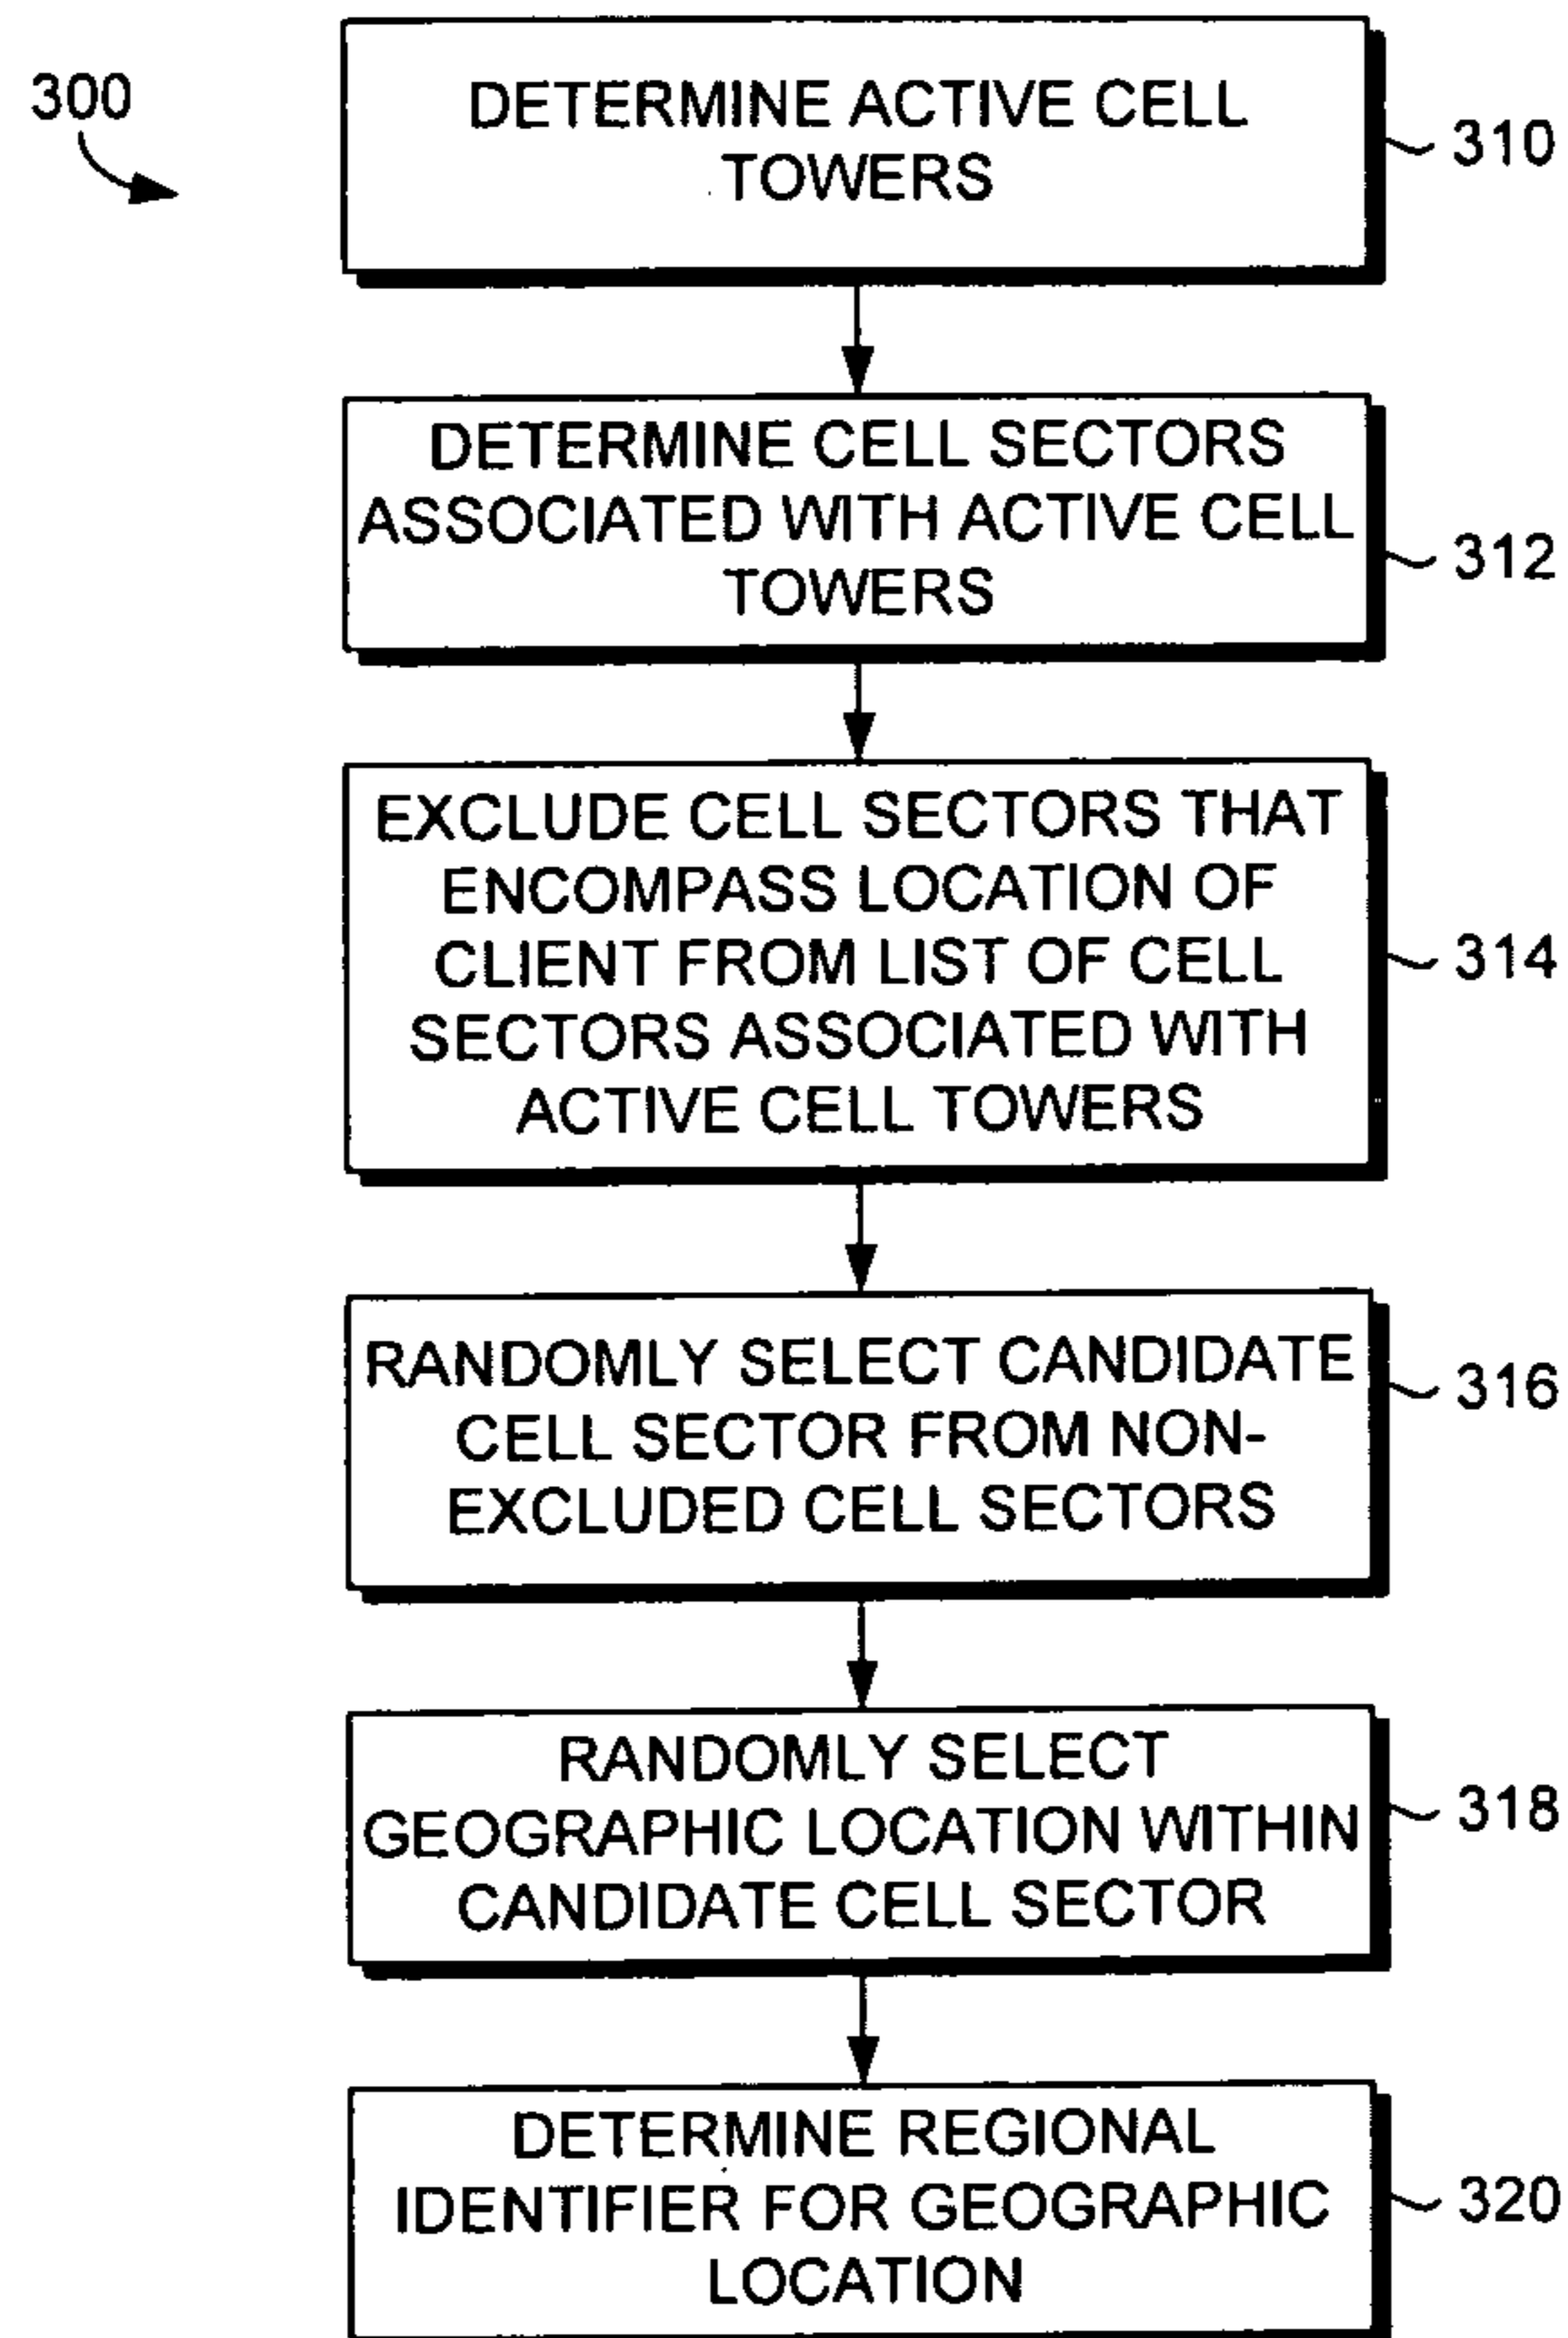 300
DETERMINE ACTIVE CELL
TOWERS
310
DETERMINE CELL SECTORS
ASSOCIATED WITH ACTIVE CELL
TOWERS
312
EXCLUDE CELL SECTORS THAT
ENCOMPASS LOCATION OF
CLIENT FROM LIST OF CELL
SECTORS ASSOCIATED WITH
ACTIVE CELL TOWERS
314
RANDOMLY SELECT CANDIDATE
CELL SECTOR FROM NON-
EXCLUDED CELL SECTORS
316
RANDOMLY SELECT
GEOGRAPHIC LOCATION WITHIN
CANDIDATE CELL SECTOR
318
DETERMINE REGIONAL
IDENTIFIER FOR GEOGRAPHIC
LOCATION
320